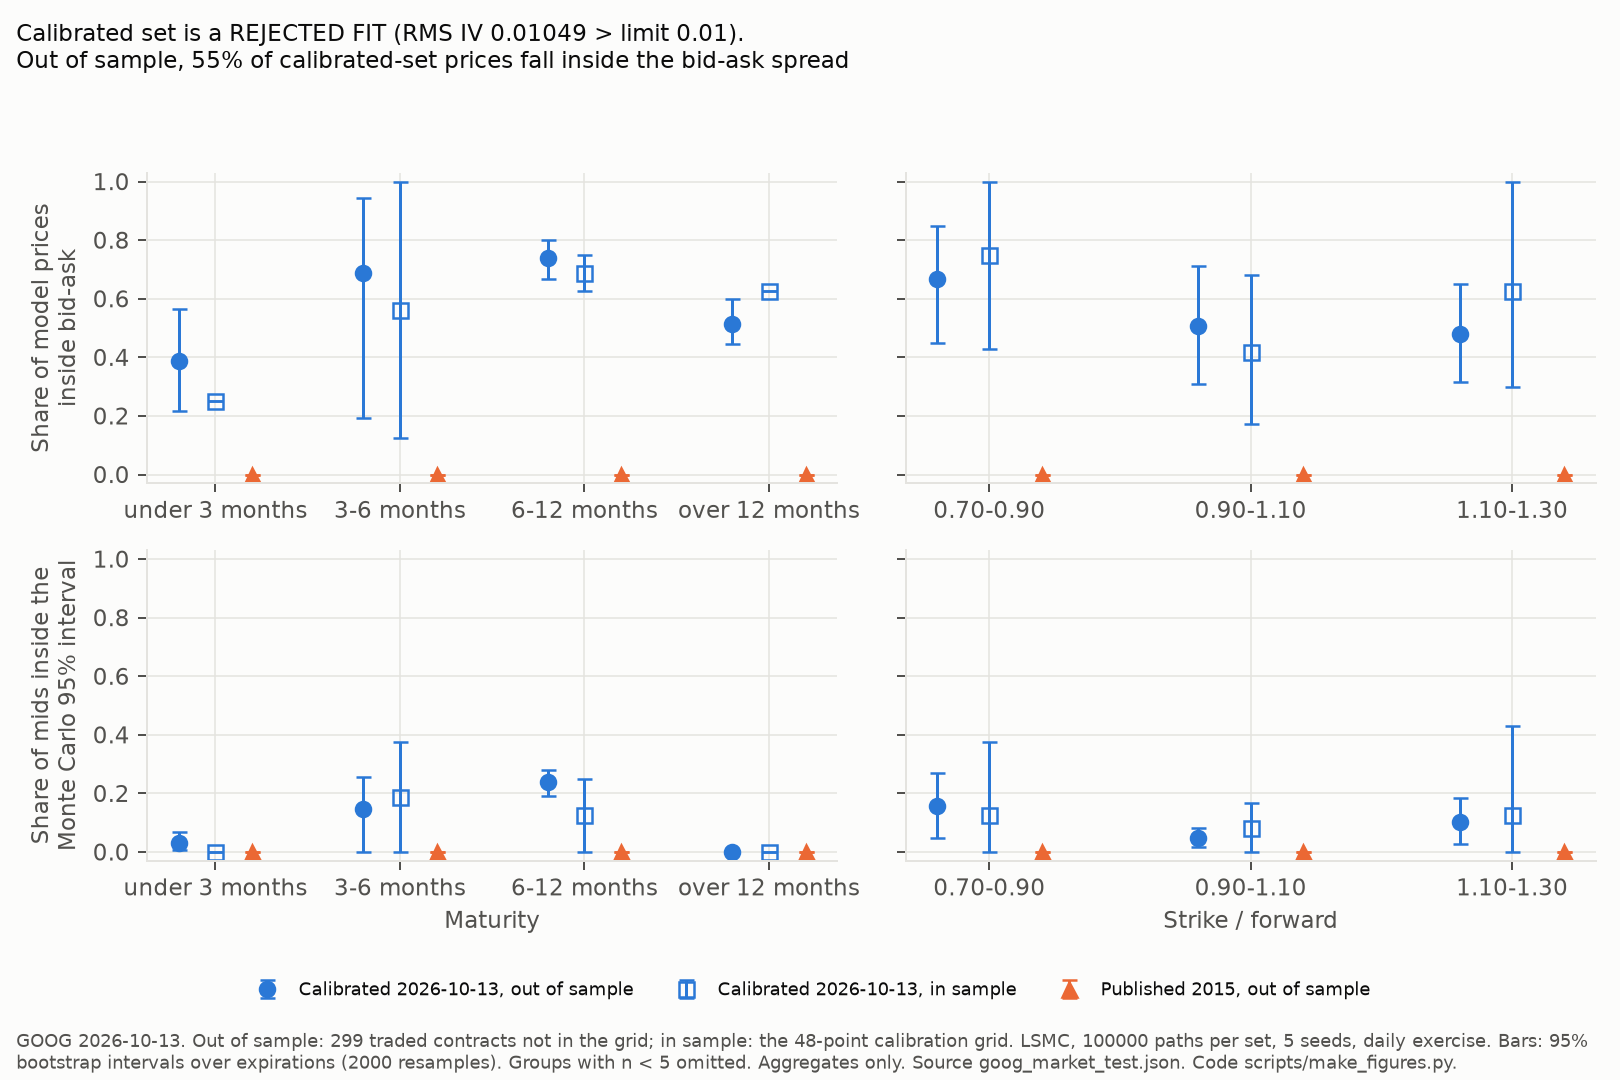 Calibrated set is a REJECTED FIT (RMS IV 0.01049 > limit 0.01).
Out of sample, 55% of calibrated-set prices fall inside the bid-ask spread
Share of model prices
inside bid-ask
1.0
0.8
0.6
0.4
0.2
0.0
under 3 months
3-6 months
6-12 months
over 12 months
0.70-0.90
0.90-1.10
1.10-1.30
Share of mids inside the
Monte Carlo 95% interval
1.0
0.8
0.6
0.4
0.2
0.0
under 3 months
3-6 months
6-12 months
over 12 months
Maturity
0.70-0.90
0.90-1.10
1.10-1.30
Strike / forward
Calibrated 2026-10-13, out of sample
Calibrated 2026-10-13, in sample
Published 2015, out of sample
GOOG 2026-10-13. Out of sample: 299 traded contracts not in the grid; in sample: the 48-point calibration grid. LSMC, 100000 paths per set, 5 seeds, daily exercise. Bars: 95%
bootstrap intervals over expirations (2000 resamples). Groups with n < 5 omitted. Aggregates only. Source goog_market_test.json. Code scripts/make_figures.py.